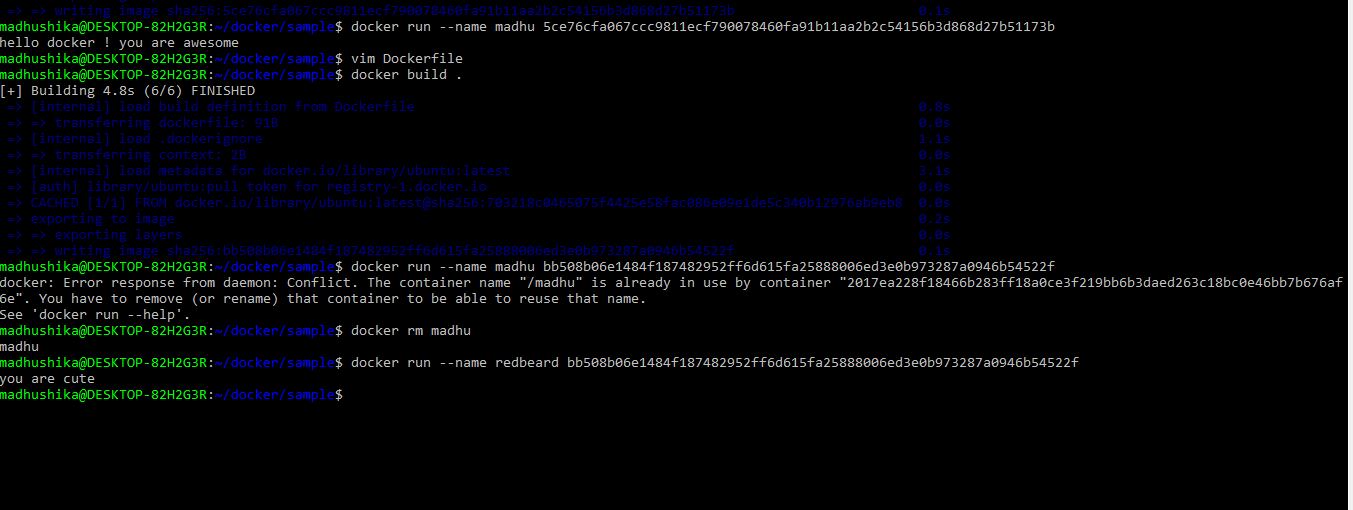 => => writing image sha256:5ce76cfa067ccc9811ecf790078460fa91b11aa2b2c54156b3d868d27b51173b 0.1s
madhushika@DESKTOP-82H2G3R:~/docker/sample$ docker run --name madhu 5ce76cfa067ccc9811ecf790078460fa91b11aa2b2c54156b3d868d27b51173b
hello docker ! you are awesome
madhushika@DESKTOP-82H2G3R:~/docker/sample$ vim Dockerfile
madhushika@DESKTOP-82H2G3R:~/docker/sample$ docker build .
[+] Building 4.8s (6/6) FINISHED
=> [internal] load build definition from Dockerfile 0.8s
=> => transferring dockerfile: 91B 0.0s
=> [internal] load .dockerignore 1.1s
=> => transferring context: 2B 0.0s
=> [internal] load metadata for docker.io/library/ubuntu:latest 3.1s
=> [auth] library/ubuntu:pull token for registry-1.docker.io 0.0s
=> CACHED [1/1] FROM 0.0s
=> exporting to image 0.2s
=> => exporting layers 0.0s
=> => writing image sha256:bb508b06e1484f187482952ff6d615fa25888006ed3e0b973287a0946b54522f 0.1s
madhushika@DESKTOP-82H2G3R:~/docker/sample$ docker run --name madhu bb508b06e1484f187482952ff6d615fa25888006ed3e0b973287a0946b54522f
docker: Error response from daemon: Conflict. The container name "/madhu" is already in use by container "2017ea228f18466b283ff18a0ce3f219bb6b3daed263c18bc0e46bb7b676af
6e". You have to remove (or rename) that container to be able to reuse that name.
See 'docker run --help'.
madhushika@DESKTOP-82H2G3R:~/docker/sample$ docker rm madhu
madhu
madhushika@DESKTOP-82H2G3R:~/docker/sample$ docker run --name redbeard bb508b06e1484f187482952ff6d615fa25888006ed3e0b973287a0946b54522f
you are cute
madhushika@DESKTOP-82H2G3R:~/docker/sample$